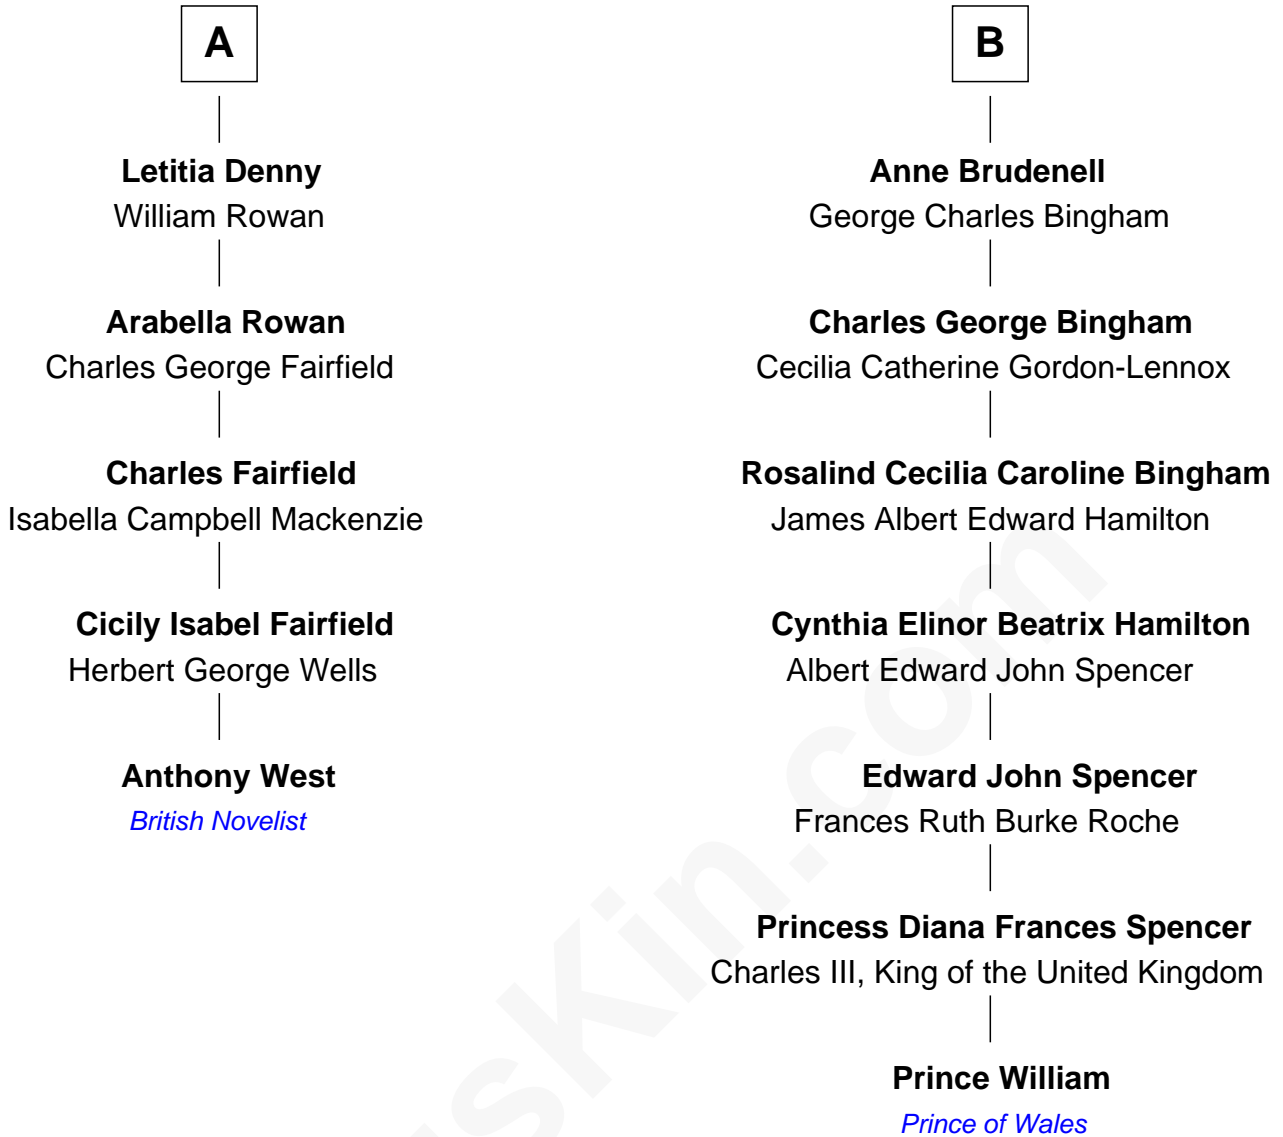 A
Letitia Denny
William Rowan
Arabella Rowan
Charles George Fairfield
Charles Fairfield
Isabella Campbell Mackenzie
Cicily Isabel Fairfield
Herbert George Wells
Anthony West
British Novelist
B
Anne Brudenell
George Charles Bingham
Charles George Bingham
Cecilia Catherine Gordon-Lennox
Rosalind Cecilia Caroline Bingham
James Albert Edward Hamilton
Cynthia Elinor Beatrix Hamilton
Albert Edward John Spencer
Edward John Spencer
Frances Ruth Burke Roche
Princess Diana Frances Spencer
Charles III, King of the United Kingdom
Prince William
Prince of Wales